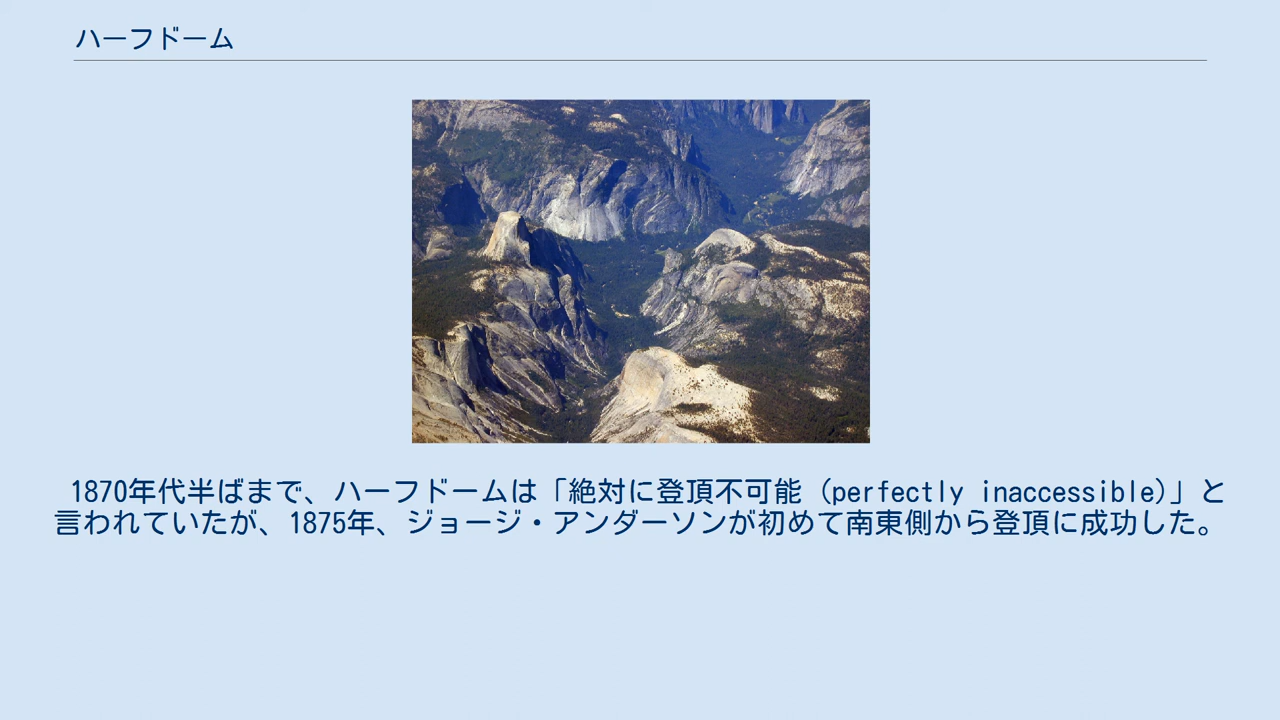 ハーフドーム
1870年代半ばまで、ハーフドームは「絶対に登頂不可能（perfectly inaccessible)」と
言われていたが、1875年、ジョージ・アンダーソンが初めて南東側から登頂に成功した。